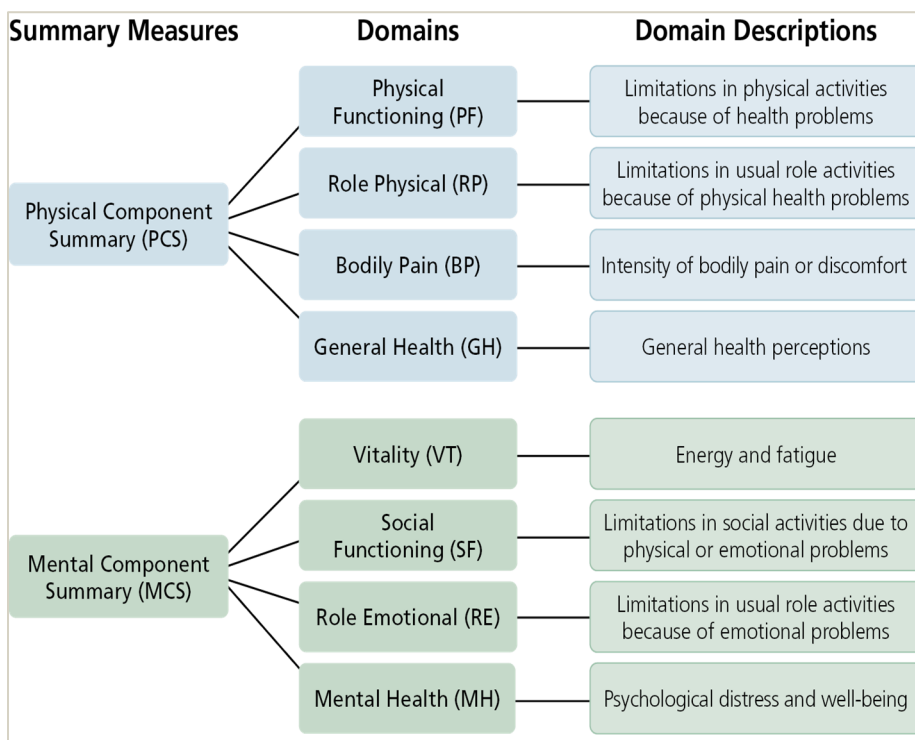 Summary Measures
Domains
Domain Descriptions
Physical Component
Summary (PCS)
Physical
Functioning (PF)
Limitations in physical activities
because of health problems
Role Physical (RP)
Limitations in usual role activities
because of physical health problems
Bodily Pain (BP)
Intensity of bodily pain or discomfort
General Health (GH)
General health perceptions
Mental Component
Summary (MCS)
Vitality (VT)
Energy and fatigue
Social
Functioning (SF)
Limitations in social activities due to
physical or emotional problems
Role Emotional (RE)
Limitations in usual role activities
because of emotional problems
Mental Health (MH)
Psychological distress and well-being